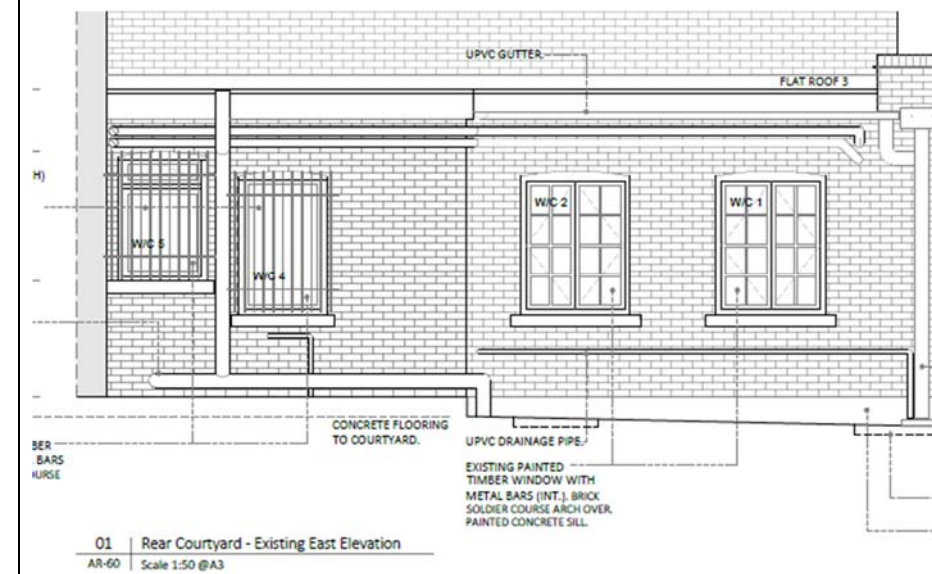 UPVC GUTTER.
FLAT ROOF 3
H)
W/C 2
W/C 1
W/C 5
W/C 4
CONCRETE FLOORING
TO COURTYARD.
BER
BARS
URSE
UPVC DRAINAGE PIPE.
EXISTING PAINTED
TIMBER WINDOW WITH
METAL BARS (INT.). BRICK
SOLDIER COURSE ARCH OVER.
PAINTED CONCRETE SILL.
01 Rear Courtyard - Existing East Elevation
AR-60 Scale 1:50 @A3